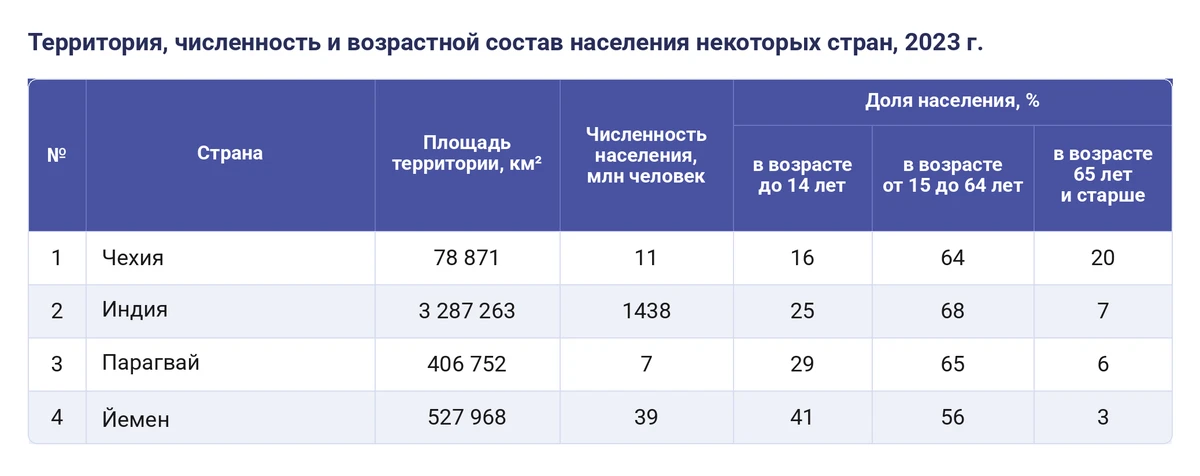 Территория, численность и возрастной состав населения некоторых стран, 2023 г.
№
Страна
Площадь
территории, км²
Численность
населения,
млн человек
Доля населения, %
в возрасте
до 14 лет
в возрасте
от 15 до 64 лет
в возрасте
65 лет
и старше
1 Чехия 78 871 11 16 64 20
2 Индия 3 287 263 1438 25 68 7
3 Парагвай 406 752 7 29 65 6
4 Йемен 527 968 39 41 56 3